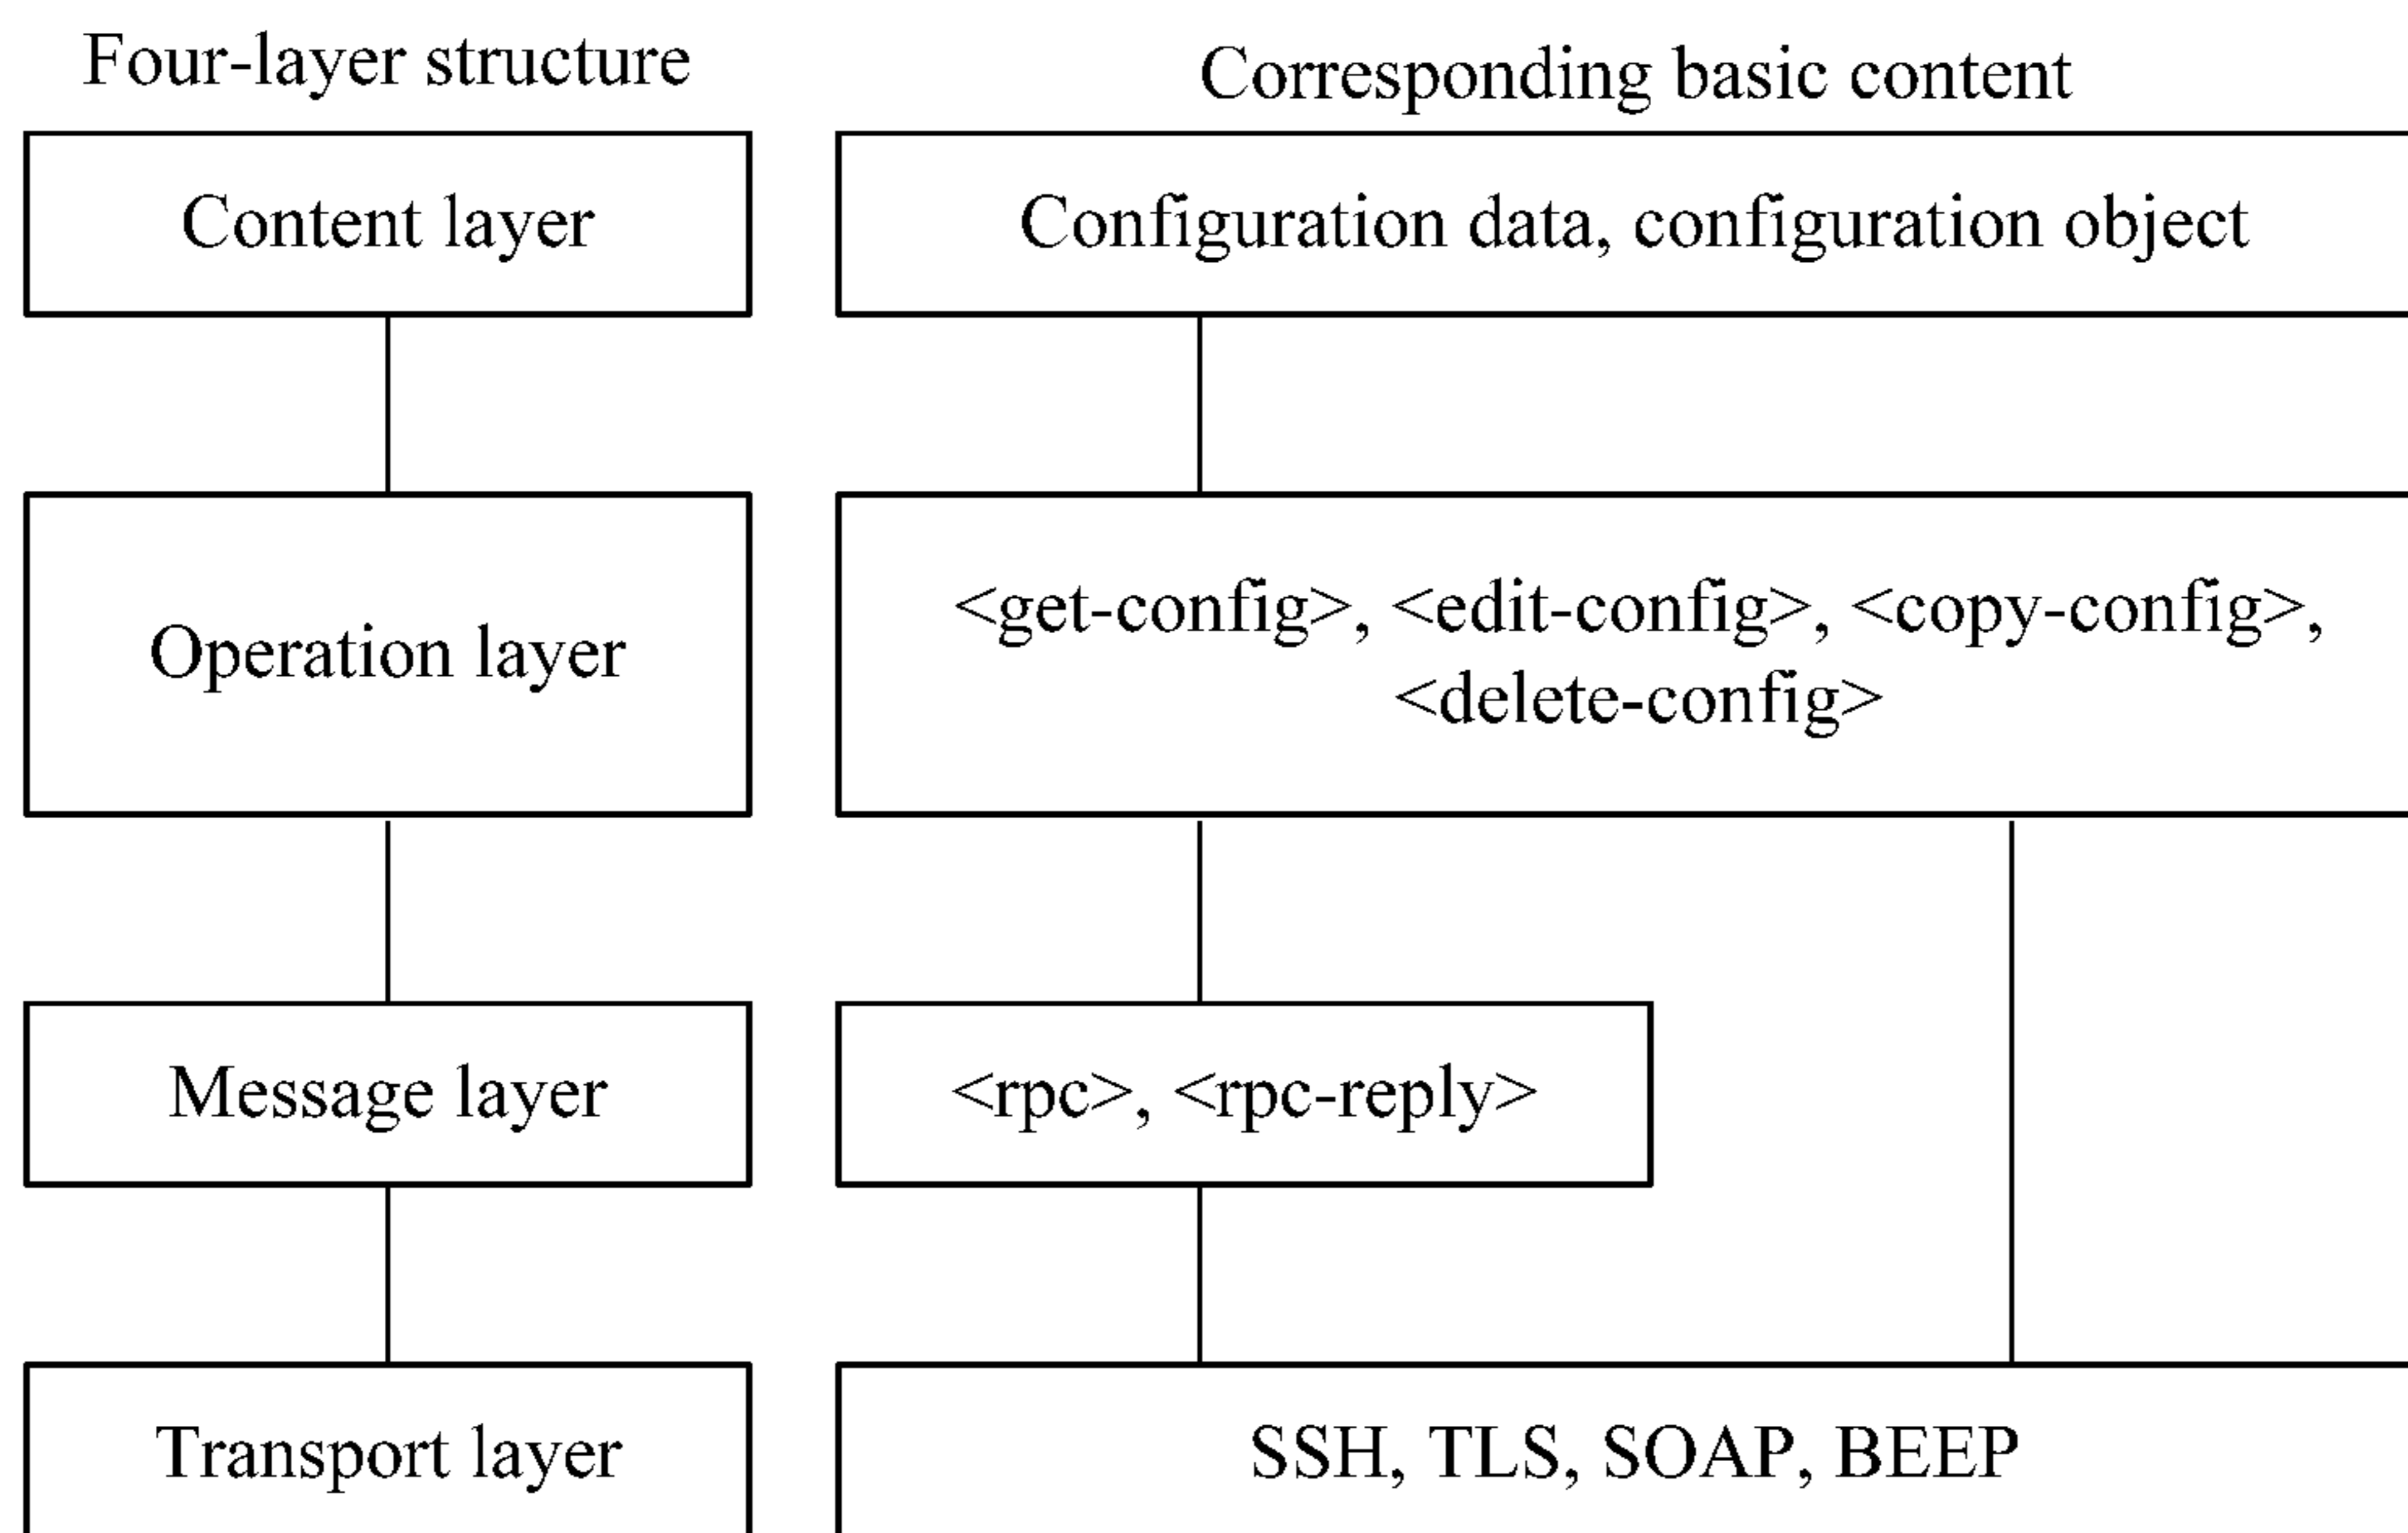 Four-layer structure
Corresponding basic content
Content layer
Configuration data, configuration object
Operation layer
<get-config>, <edit-config>, <copy-config>,
<delete-config>
Message layer
<rpc>, <rpc-reply>
Transport layer
SSH, TLS, SOAP, BEEP